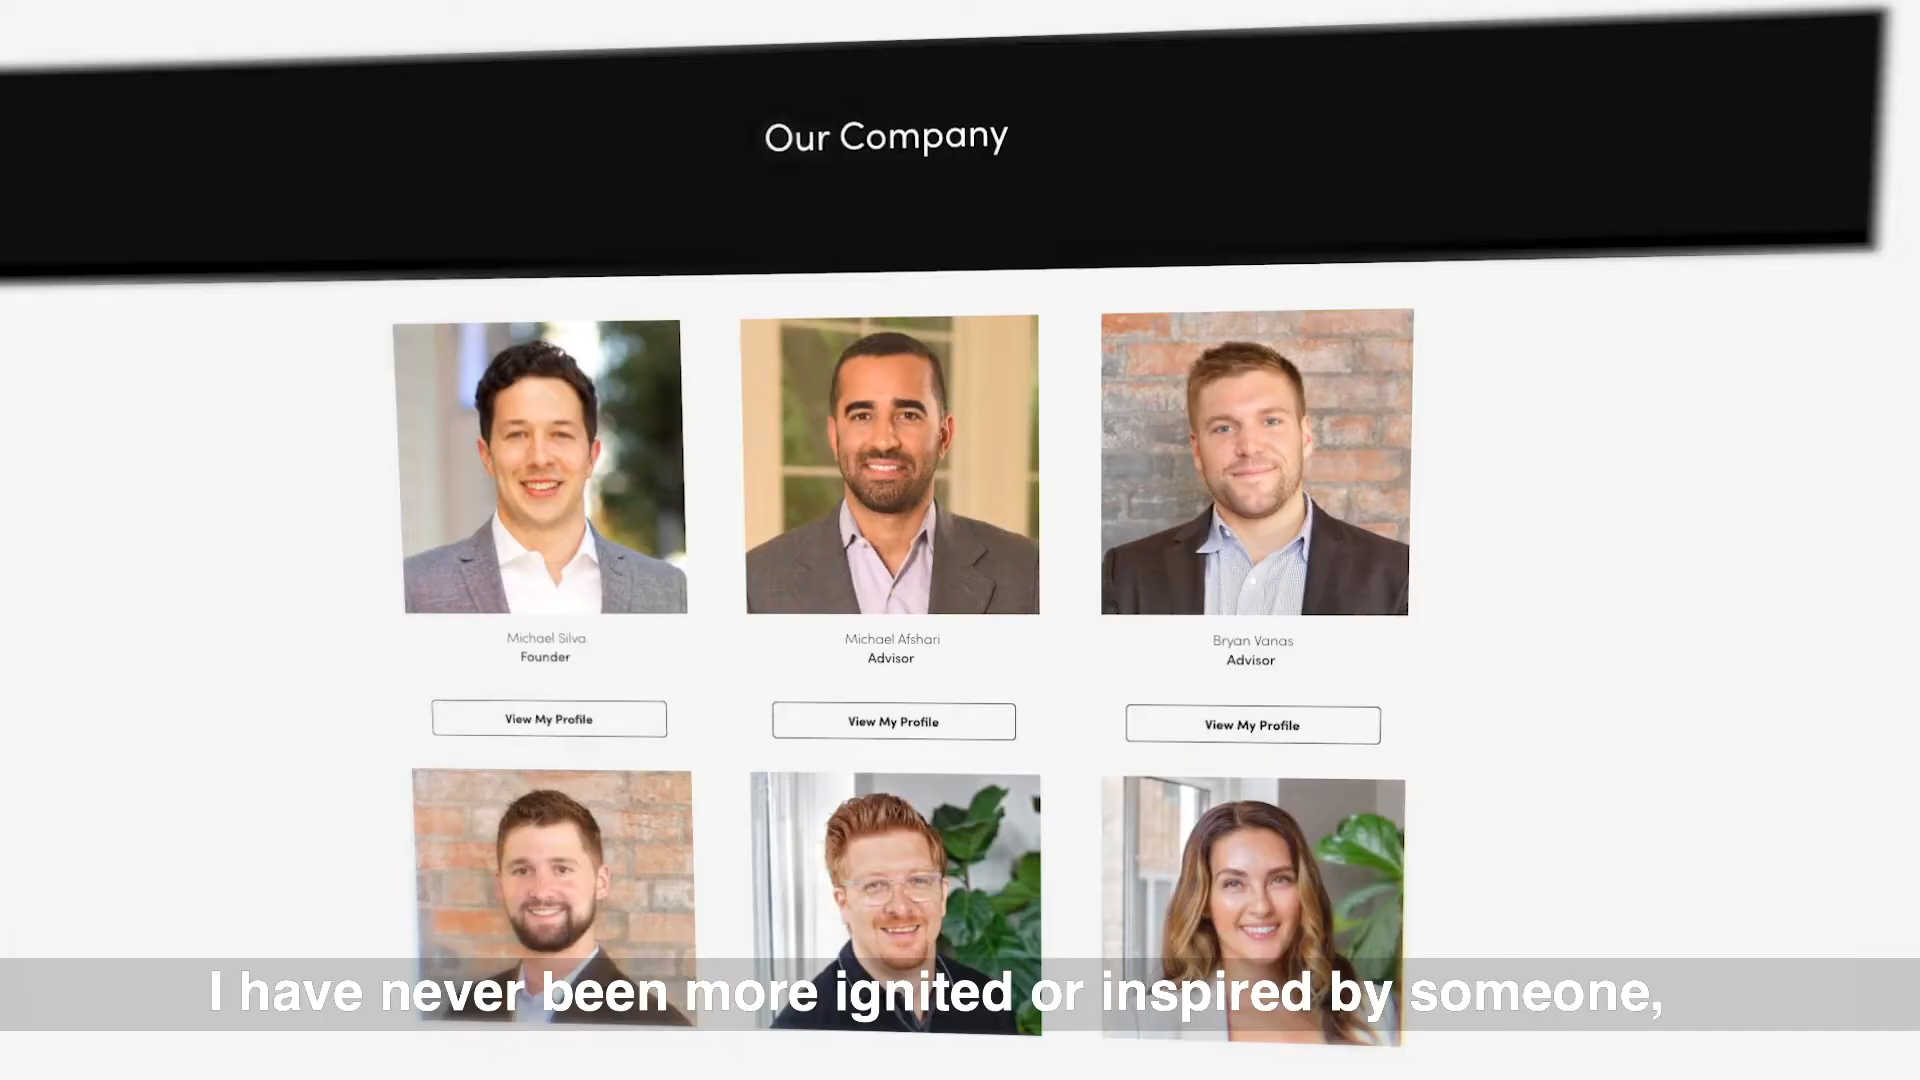 Our Company
Michael Silva
Founder
Michael Afshari
Advisor
Bryan Vanas
Advisor
View My Profile
View My Profile
View My Profile
I have never been more ignited or inspired by someone,